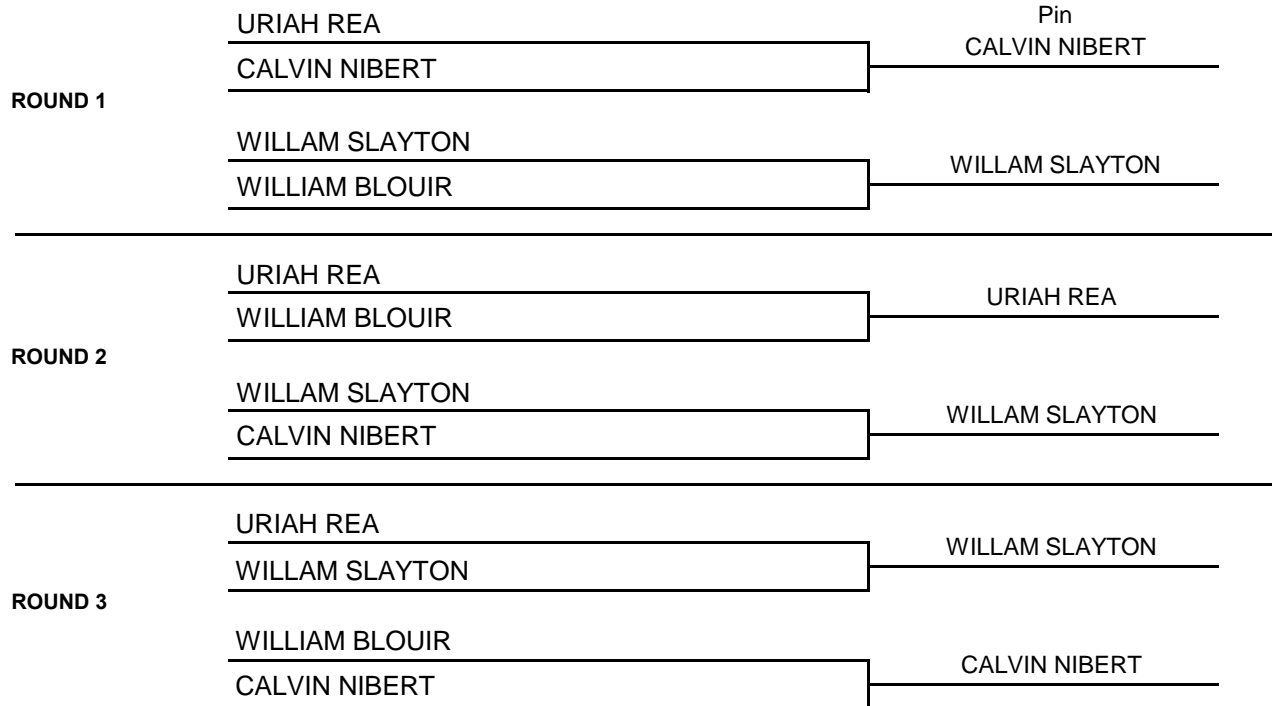 URIAH REA
Pin
CALVIN NIBERT
CALVIN NIBERT
ROUND 1
WILLAM SLAYTON
WILLAM SLAYTON
WILLIAM BLOUIR
URIAH REA
URIAH REA
WILLIAM BLOUIR
ROUND 2
WILLAM SLAYTON
WILLAM SLAYTON
CALVIN NIBERT
URIAH REA
WILLAM SLAYTON
WILLAM SLAYTON
ROUND 3
WILLIAM BLOUIR
CALVIN NIBERT
CALVIN NIBERT